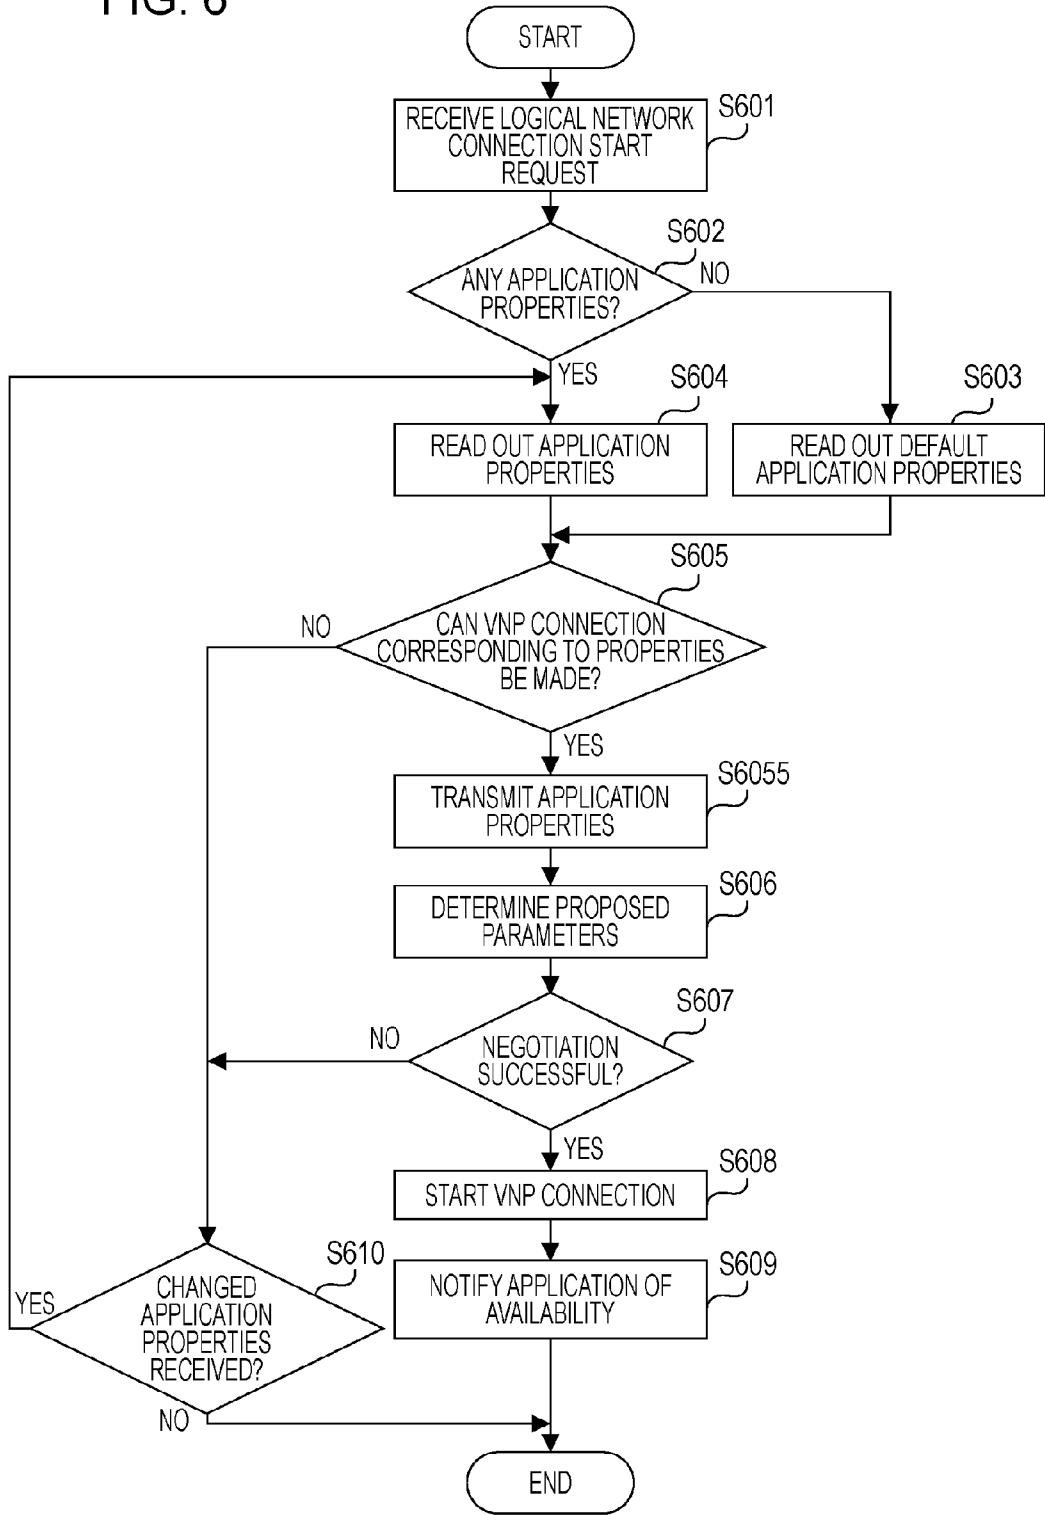 FIG. 6
START
RECEIVE LOGICAL NETWORK
CONNECTION START
REQUEST
S601
ANY APPLICATION
PROPERTIES?
S602
NO
YES
S604
READ OUT APPLICATION
PROPERTIES
S603
READ OUT DEFAULT
APPLICATION PROPERTIES
S605
CAN VNP CONNECTION
CORRESPONDING TO PROPERTIES
BE MADE?
NO
YES
S6055
TRANSMIT APPLICATION
PROPERTIES
S606
DETERMINE PROPOSED
PARAMETERS
S607
NEGOTIATION
SUCCESSFUL?
NO
YES
S608
START VNP CONNECTION
S609
NOTIFY APPLICATION OF
AVAILABILITY
S610
CHANGED
APPLICATION
PROPERTIES
RECEIVED?
YES
NO
END